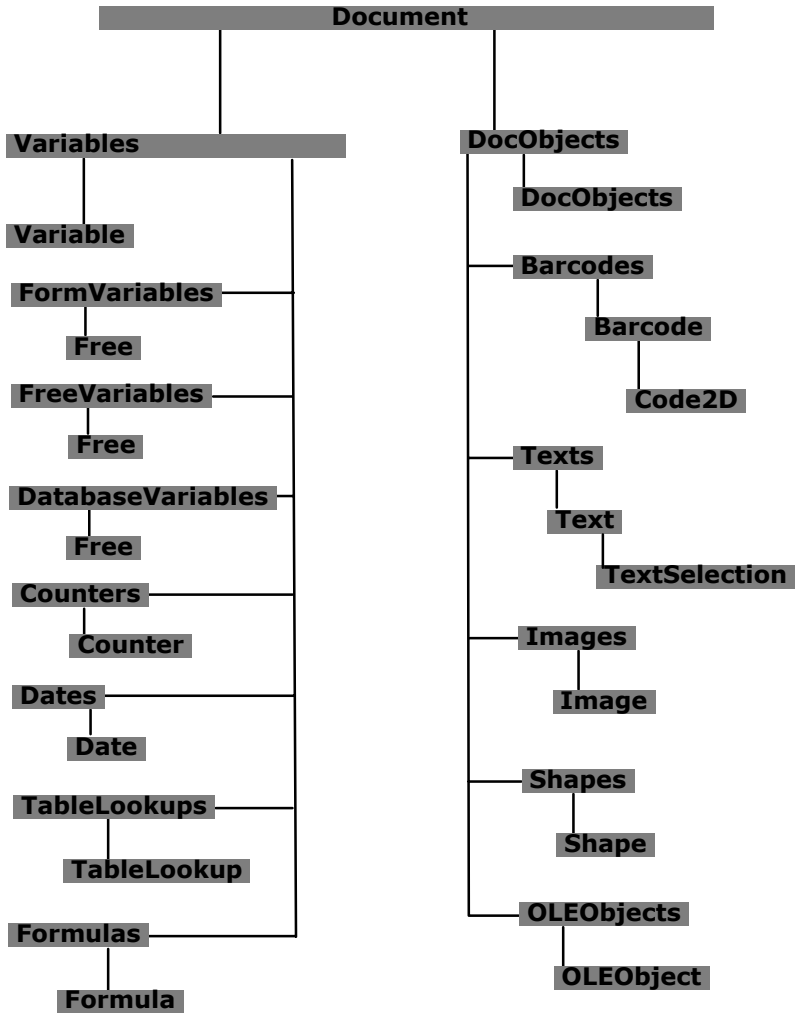 Document
Variables
Variable
FormVariables
Free
FreeVariables
Free
DatabaseVariables
Free
Counters
Counter
Dates
Date
TableLookups
TableLookup
Formulas
Formula
DocObjects
DocObjects
Barcodes
Barcode
Code2D
Texts
Text
TextSelection
Images
Image
Shapes
Shape
OLEObjects
OLEObject